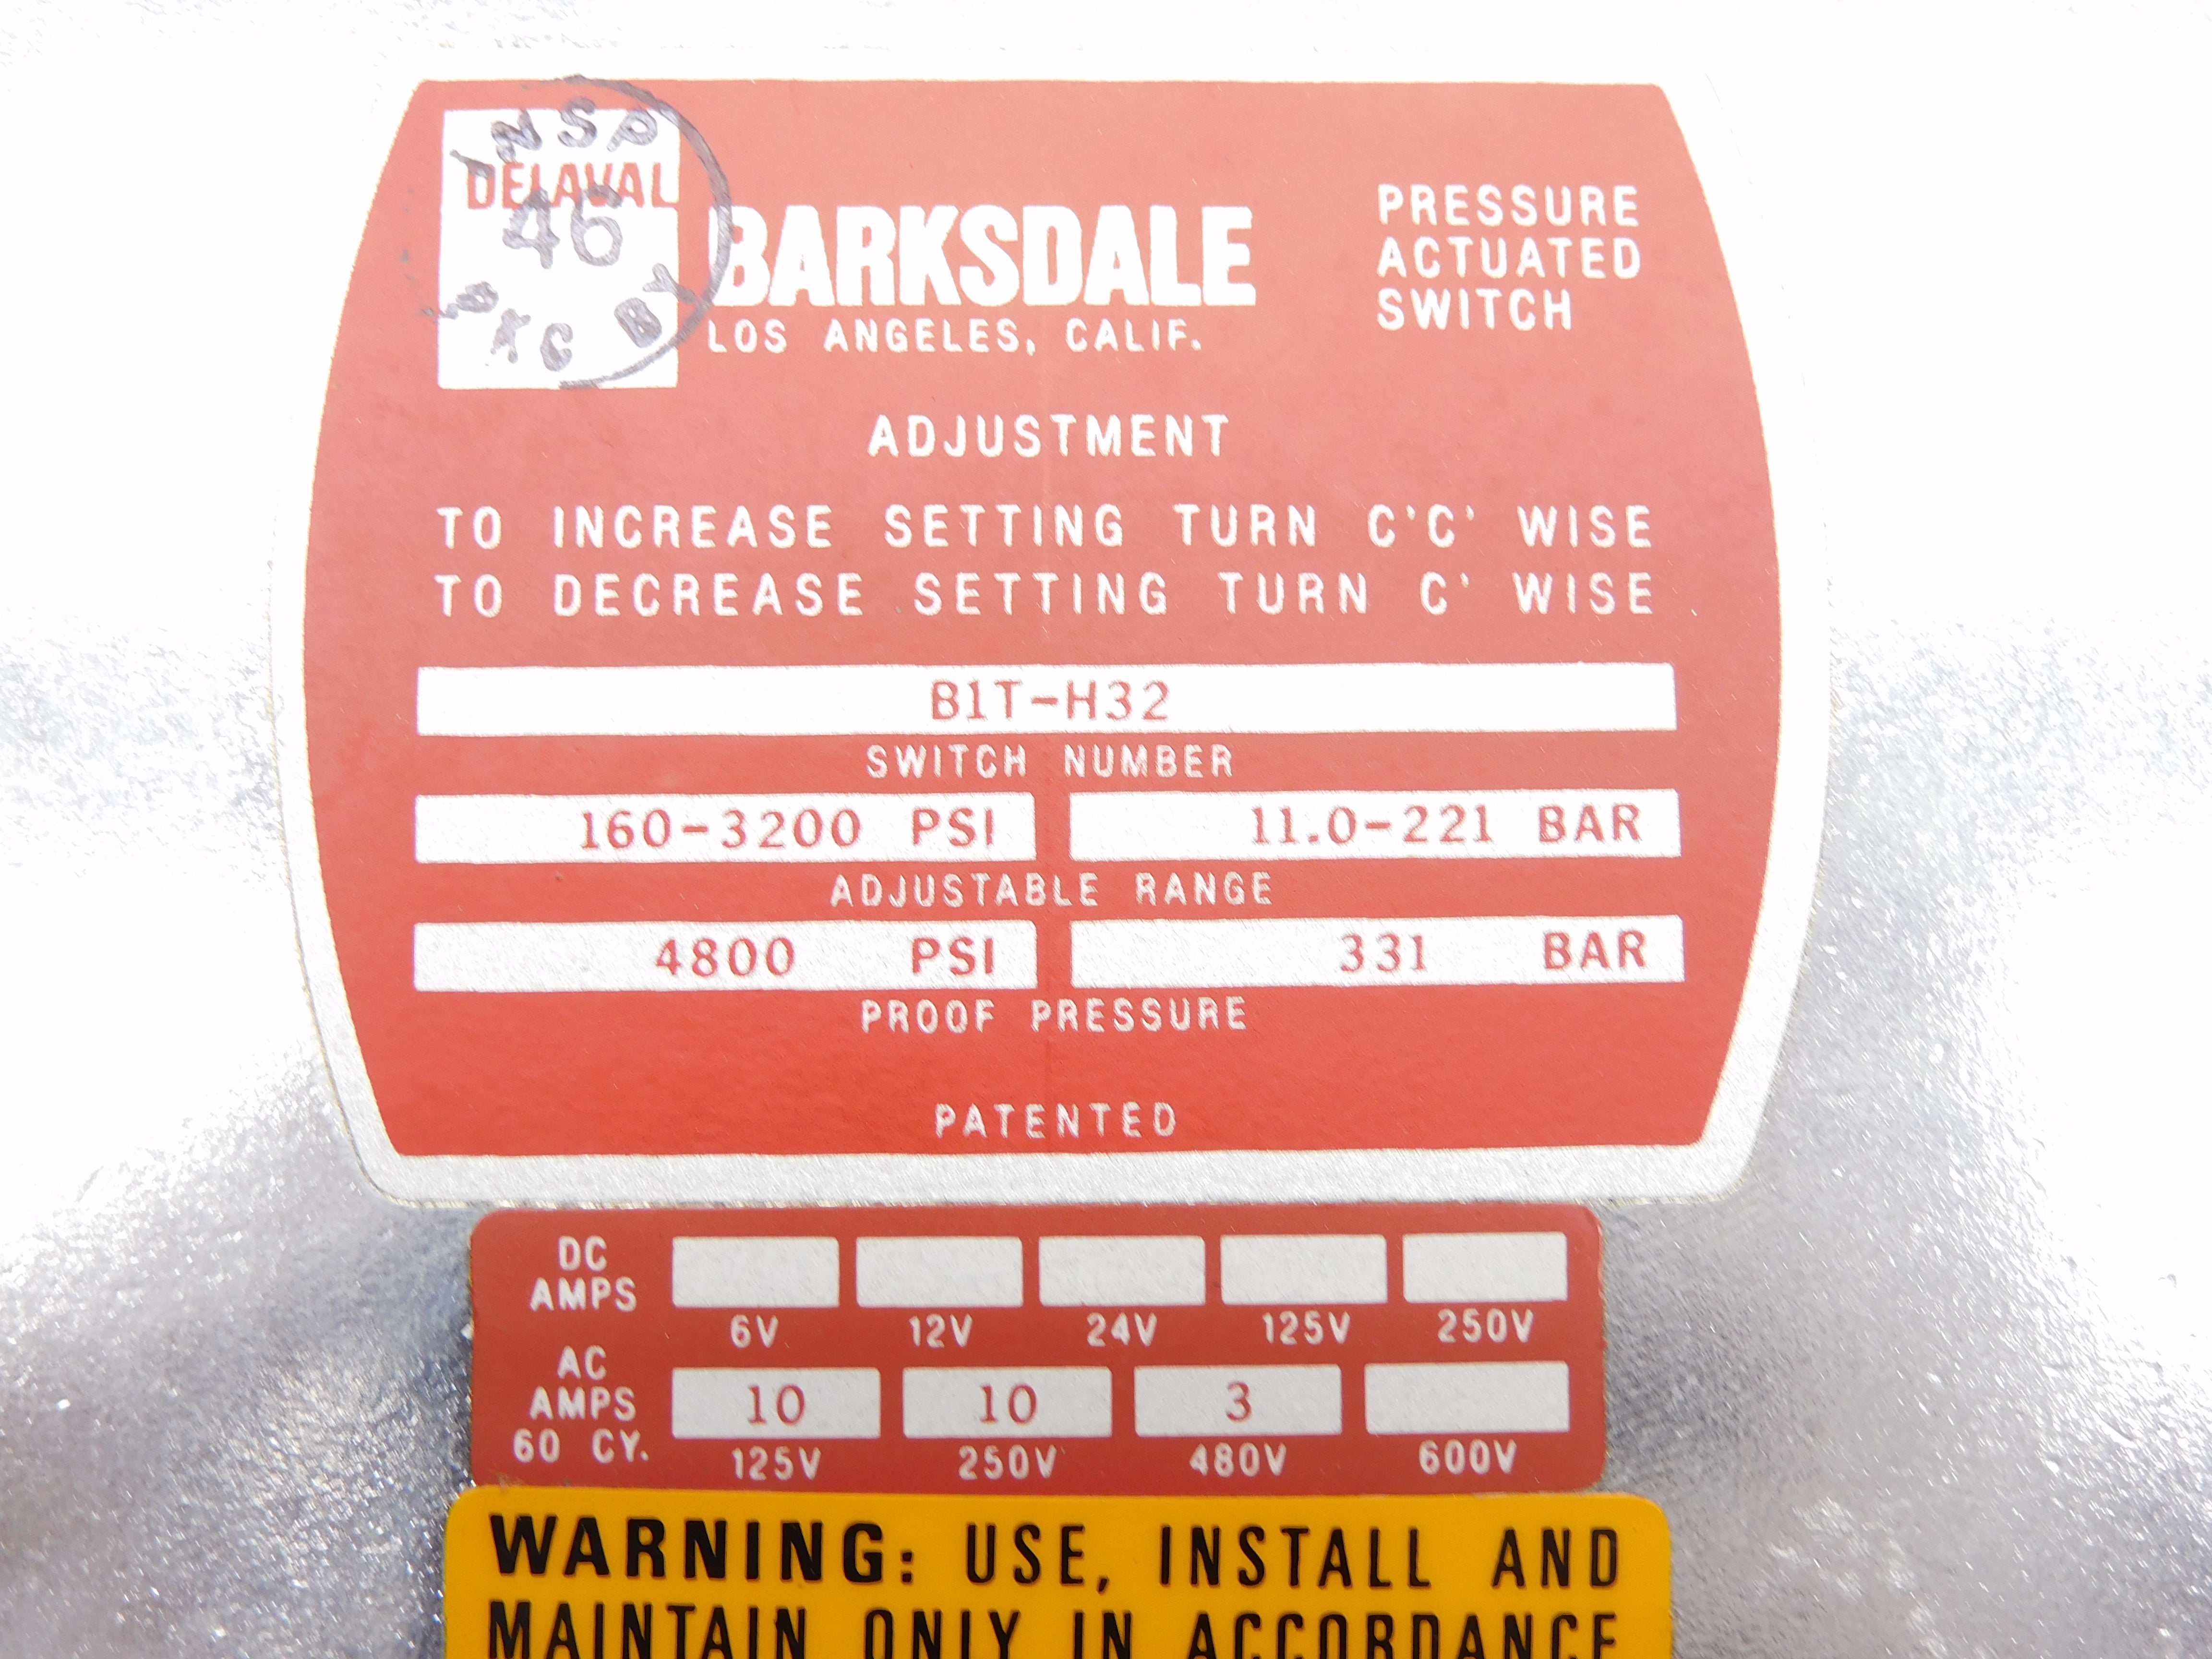 INSP
DELAVAL
46
PKG BY
BARKSDALE
LOS ANGELES, CALIF.
PRESSURE
ACTUATED
SWITCH
ADJUSTMENT
TO INCREASE SETTING TURN C'C' WISE
TO DECREASE SETTING TURN C' WISE
B1T-H32
SWITCH NUMBER
160-3200 PSI 11.0-221 BAR
ADJUSTABLE RANGE
4800 PSI 331 BAR
PROOF PRESSURE
PATENTED
DC
AMPS
6V 12V 24V 125V 250V
AC
AMPS
60 CY.
10 10 3
125V 250V 480V 600V
WARNING: USE, INSTALL AND
MAINTAIN ONLY IN ACCORDANCE